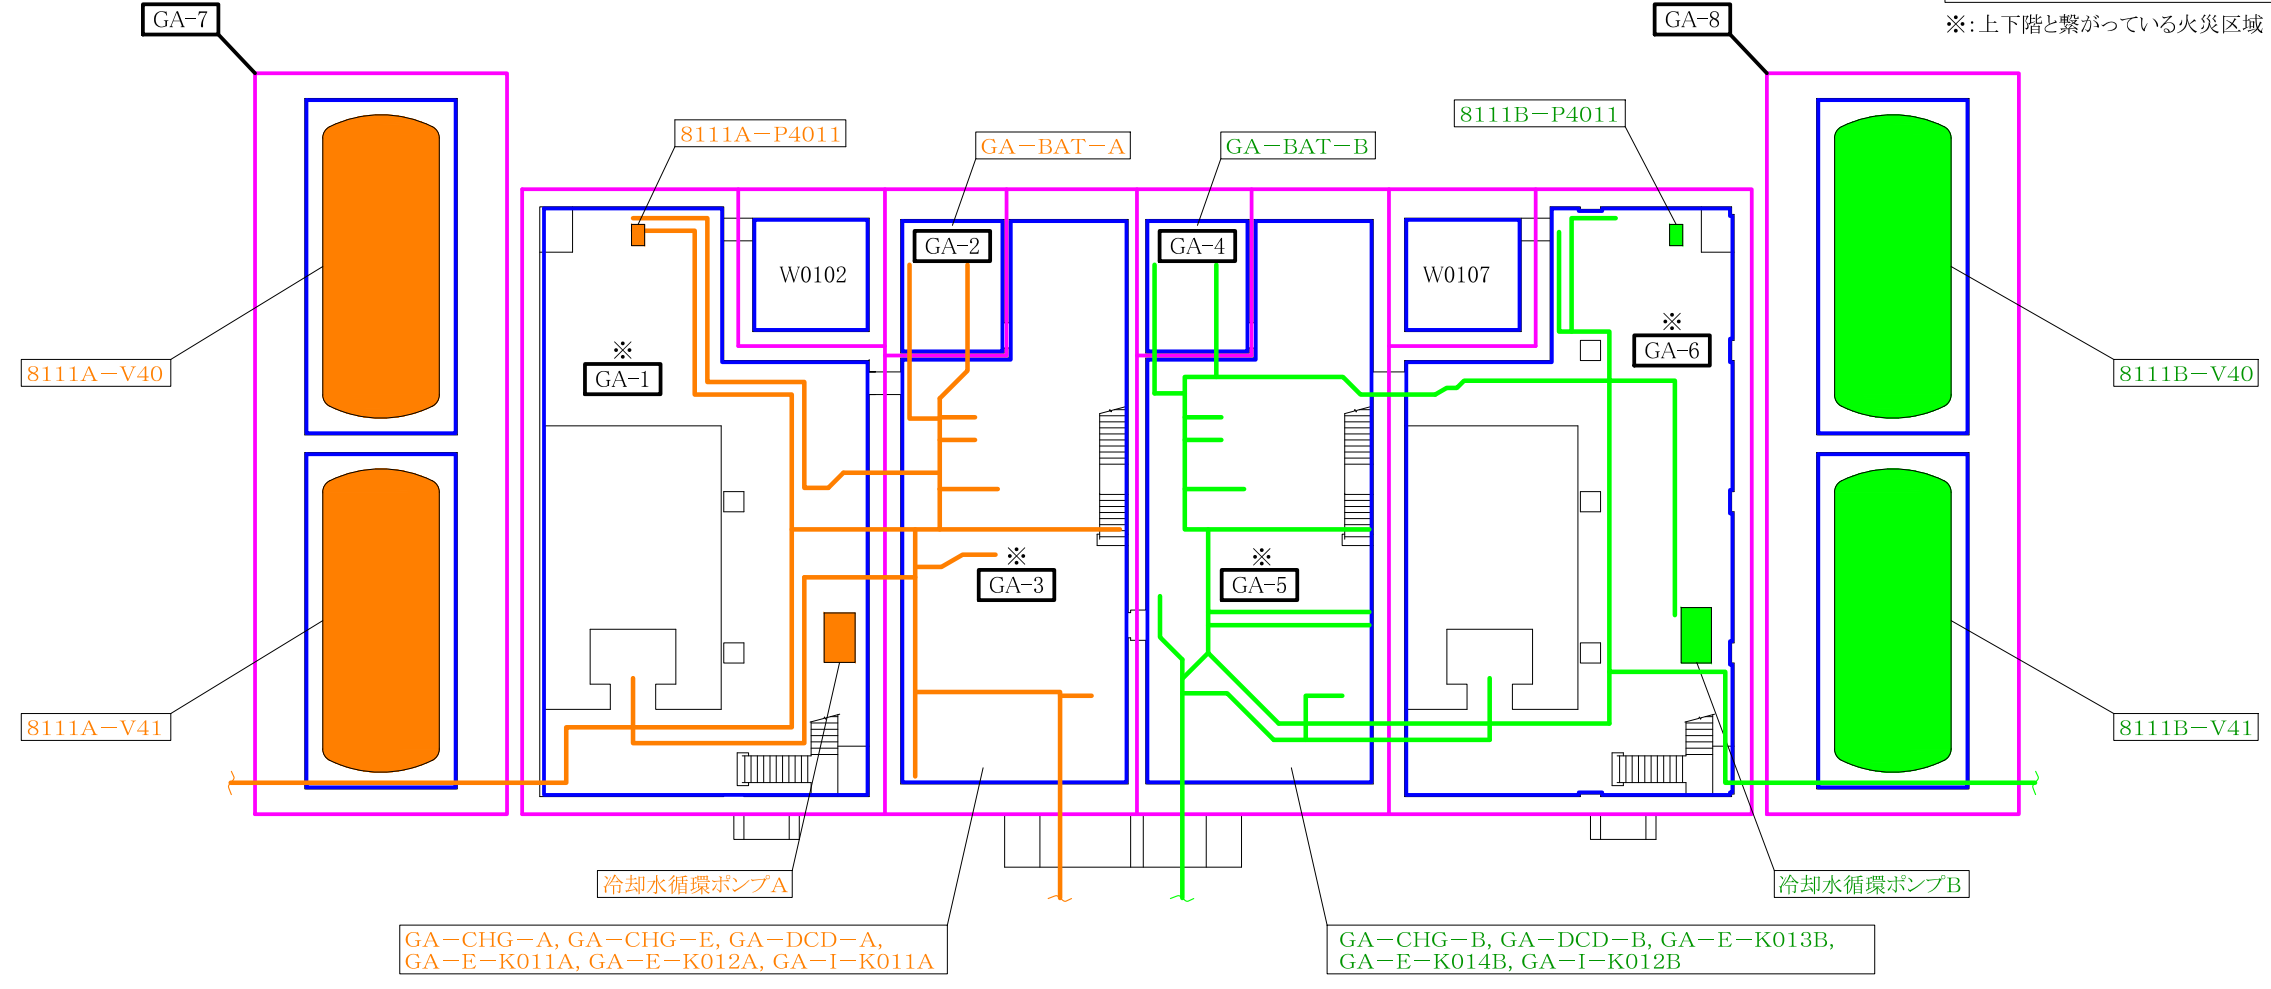 GA-7
GA-8
※:上下階と繋がっている火災区域
8111A-P4011
GA-BAT-A
GA-BAT-B
8111B-P4011
GA-2
GA-4
W0102
W0107
※
GA-1
※
GA-6
8111A-V40
8111B-V40
※
GA-3
※
GA-5
8111A-V41
8111B-V41
冷却水循環ポンプA
冷却水循環ポンプB
GA-CHG-A, GA-CHG-E, GA-DCD-A,
GA-E-K011A, GA-E-K012A, GA-I-K011A
GA-CHG-B, GA-DCD-B, GA-E-K013B,
GA-E-K014B, GA-I-K012B